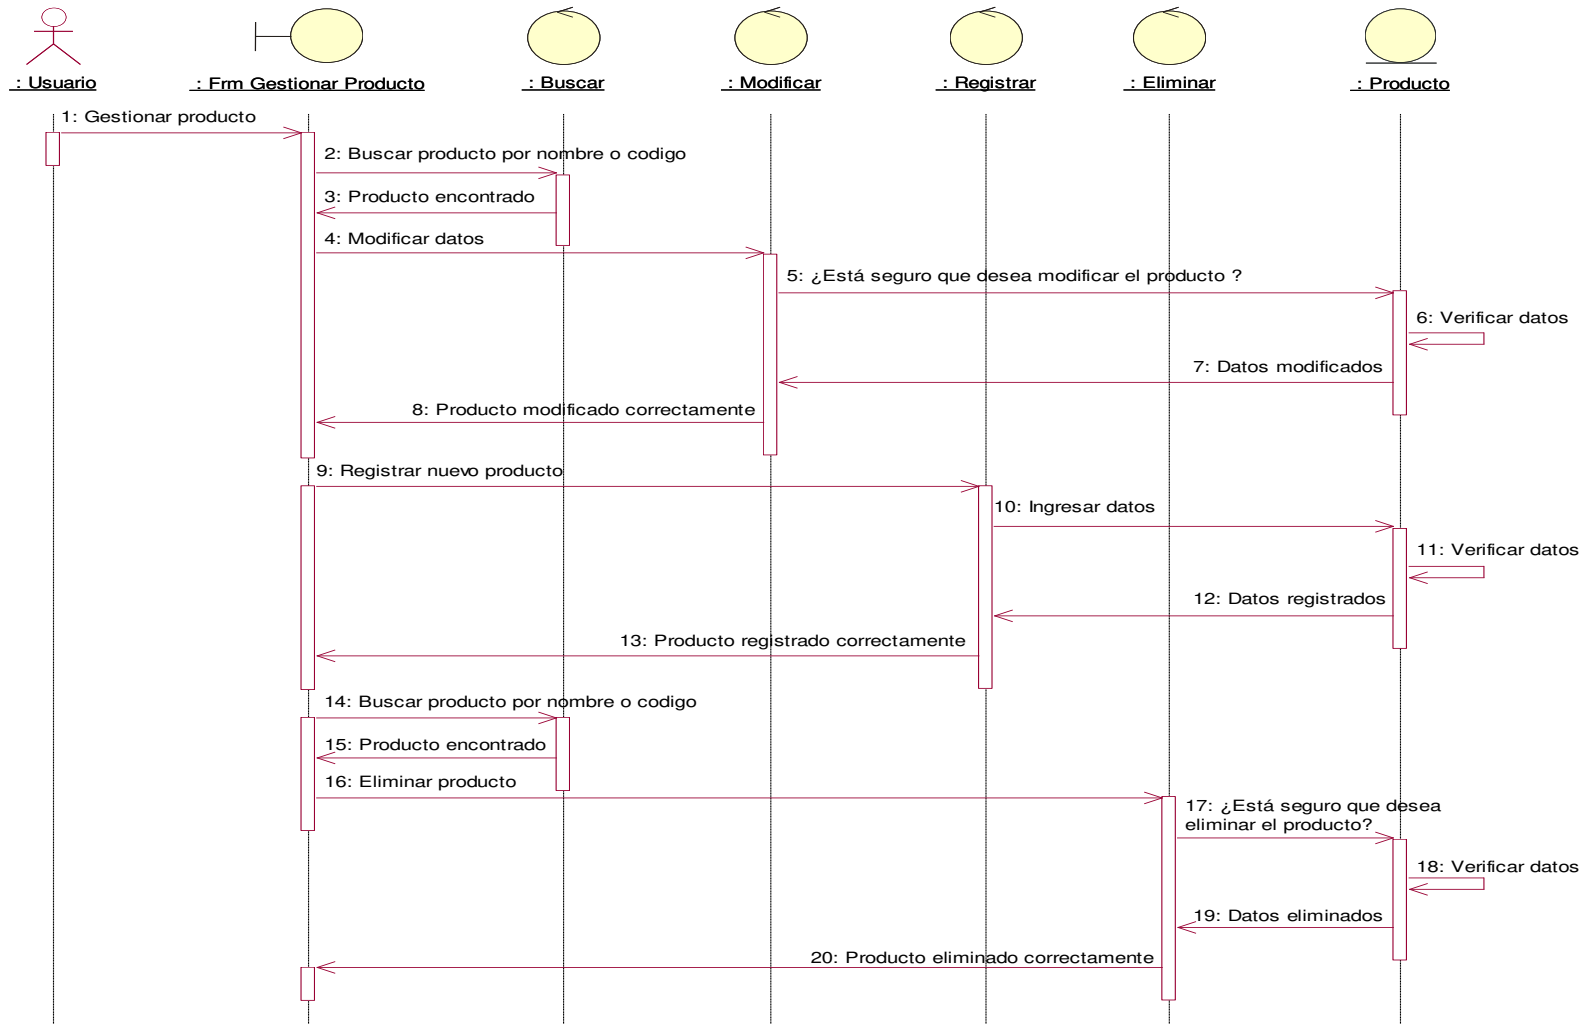 : Usuario
: Frm Gestionar Producto
: Buscar
: Modificar
: Registrar
: Eliminar
: Producto
1: Gestionar producto
2: Buscar producto por nombre o codigo
3: Producto encontrado
4: Modificar datos
5: ¿Está seguro que desea modificar el producto ?
6: Verificar datos
7: Datos modificados
8: Producto modificado correctamente
9: Registrar nuevo producto
10: Ingresar datos
11: Verificar datos
12: Datos registrados
13: Producto registrado correctamente
14: Buscar producto por nombre o codigo
15: Producto encontrado
16: Eliminar producto
17: ¿Está seguro que desea
eliminar el producto?
18: Verificar datos
19: Datos eliminados
20: Producto eliminado correctamente